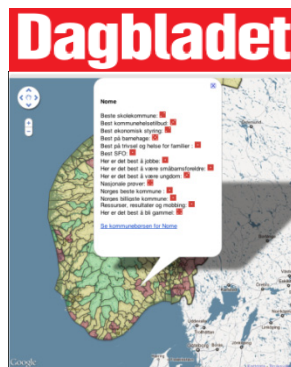 Dagbladet
Nome
Beste skolekommune:
Best kommunehelsetilbud:
Best økonomisk styring:
Best på barnehage:
Best på trivsel og helse for familier :
Best SFO:
Her er det best å jobbe:
Her er det best å være småbarnsforeldre:
Her er det best å være ungdom:
Nasjonale prøver:
Norges beste kommune :
Norges billigste kommune:
Ressurser, resultater og mobbing:
Her er det best å bli gammel:
Se kommunebarsen for Nome
Google